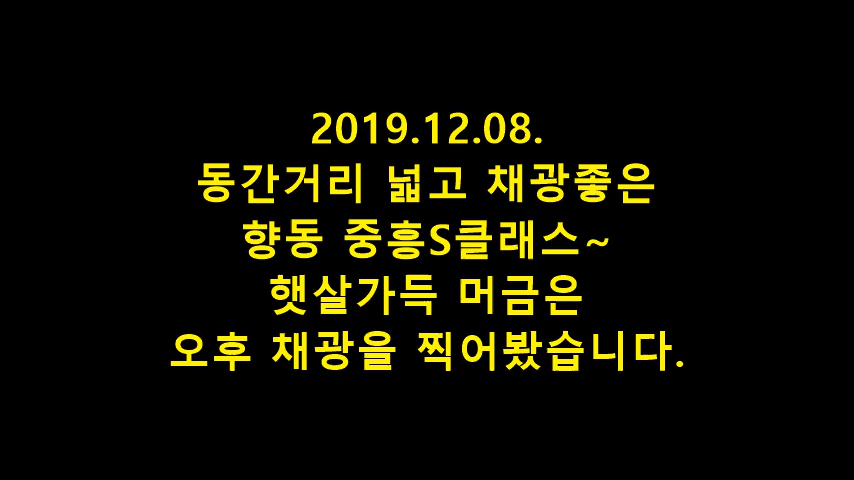 2019.12.08.
동간거리 넓고 채광좋은
향동 중흥S클래스~
햇살가득 머금은
오후 채광을 찍어봤습니다.